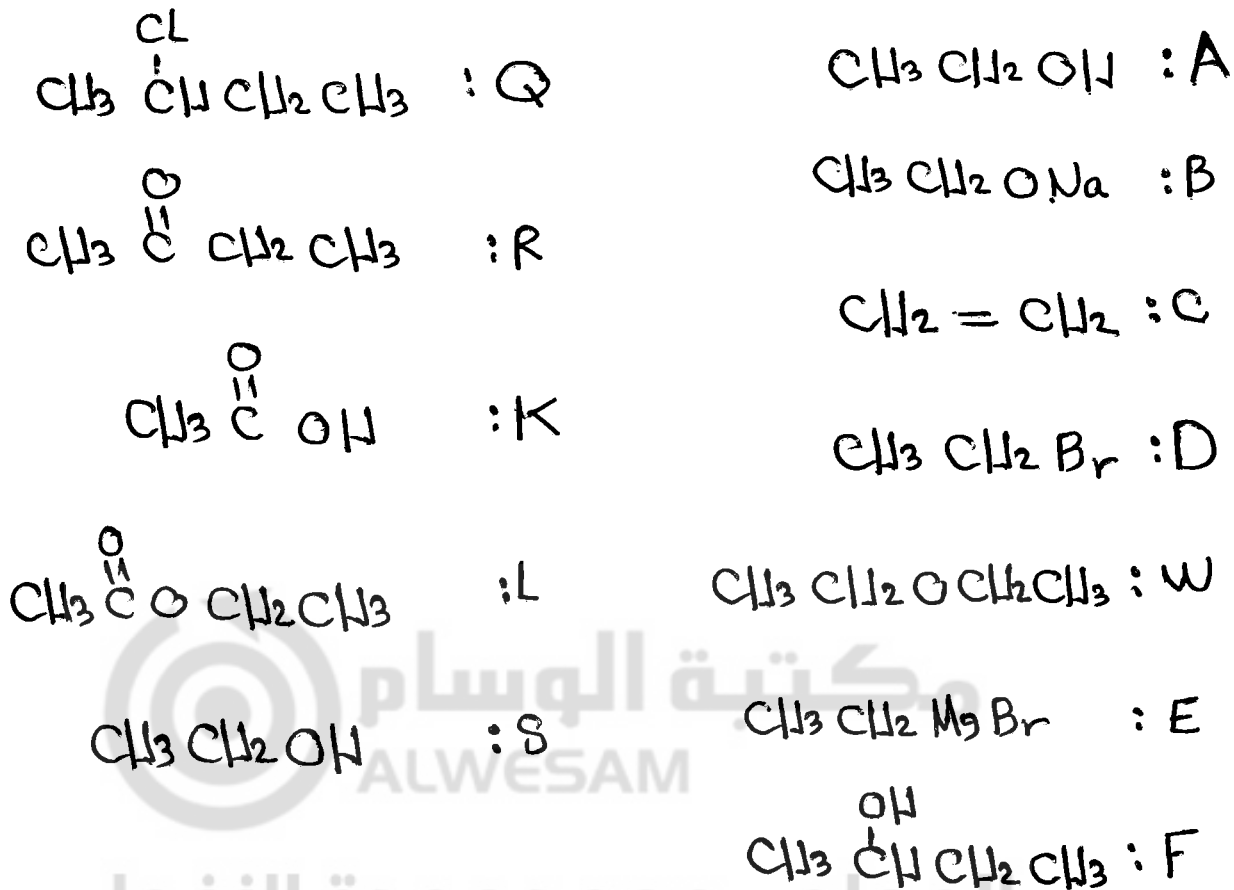 CH3 CH2 OH : A
CH3 CH2 ONa : B
CH2 = CH2 : C
CH3 CH2 Br : D
CH3 CH2 O CH2CH3 : W
CH3 CH2 Mg Br : E
OH
CH3 CH CH2 CH3 : F
CL
CH3 CH CH2 CH3 : Q
O
CH3 C CH2 CH3 : R
O
CH3 C OH : K
O
CH3 C O CH2CH3 : L
CH3 CH2 OH : S
مكتبة الوسام
ALWESAM